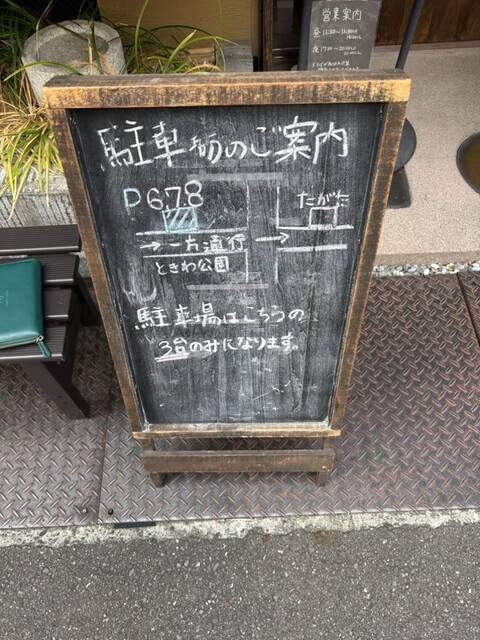 営業案内
駐車場のご案内
P678
たがた
→一方通行→
ときわ公園
駐車場はこちらの
3台のみになります。